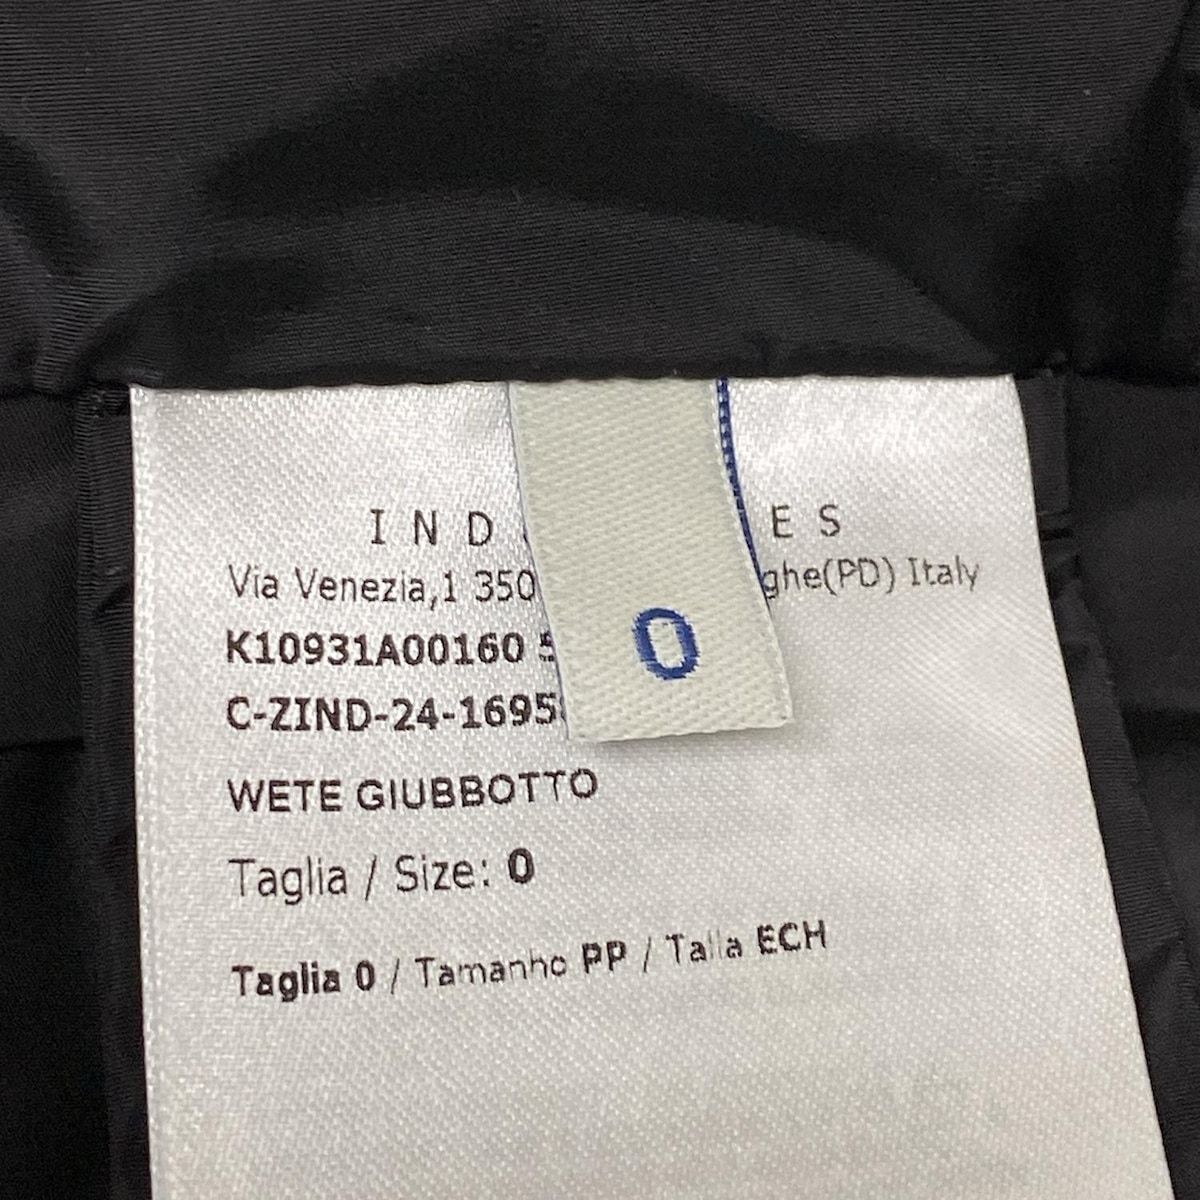 I N D E S
Via Venezia,1 350 ghe(PD) Italy
K10931A00160
C-ZIND-24-1695
0
WETE GIUBBOTTO
Taglia / Size: 0
Taglia 0 / Tamanho PP / Talla ECH